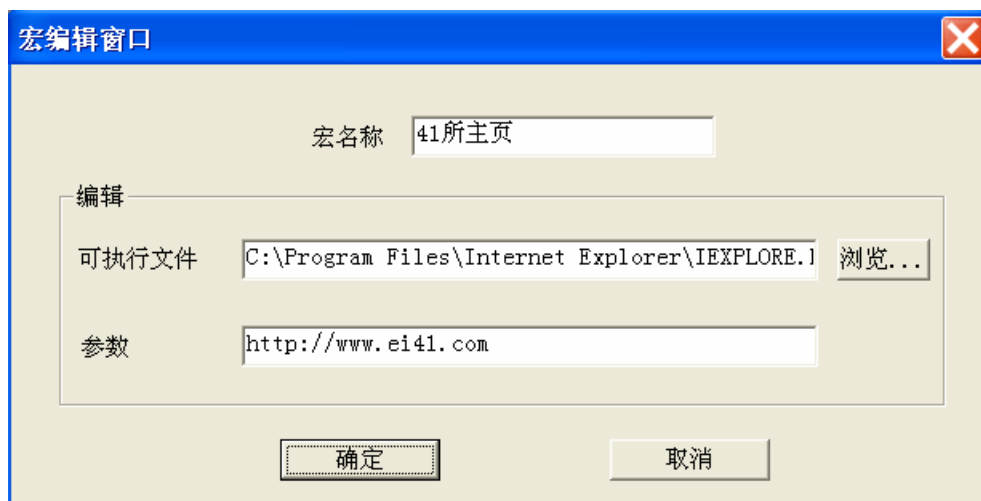 宏编辑窗口
宏名称 41所主页
编辑
可执行文件 C:\Program Files\Internet Explorer\IEXPLORE. 浏览...
参数 http://www.ei41.com
确定 取消